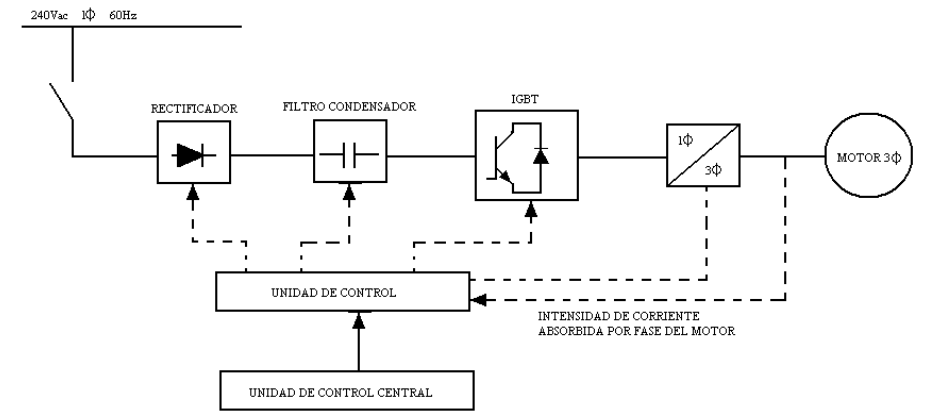 240Vac 1Φ 60Hz
RECTIFICADOR
FILTRO CONDENSADOR
IGBT
1Φ
3Φ
MOTOR 3Φ
UNIDAD DE CONTROL
INTENSIDAD DE CORRIENTE
ABSORBIDA POR FASE DEL MOTOR
UNIDAD DE CONTROL CENTRAL